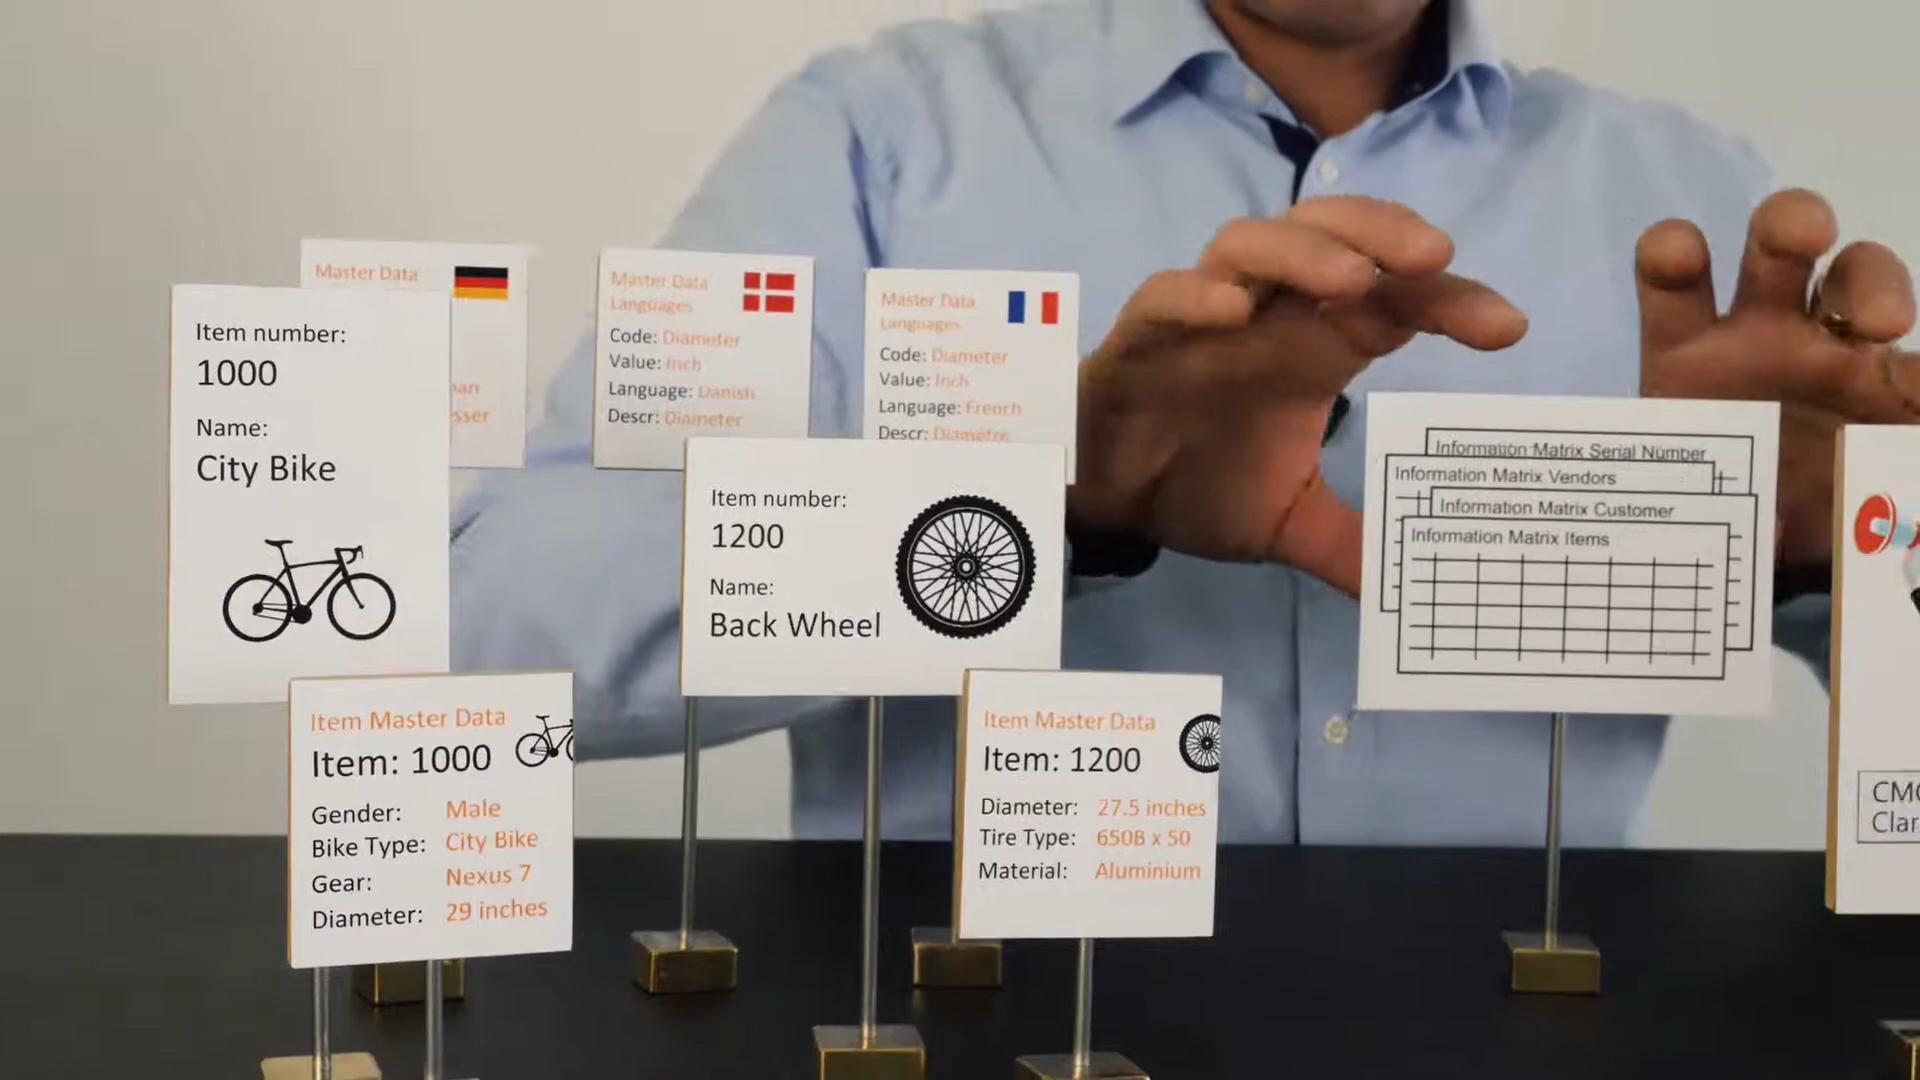 Master Data
sser
Master Data
Languages
Code: Diameter
Value: Inch
Language: Danish
Descr: Diameter
Master Data
Languages
Code: Diameter
Value: Inch
Language: French
Descr: Diamètre
Item number:
1000
Name:
City Bike
Item number:
1200
Name:
Back Wheel
Information Matrix Serial Number
Information Matrix Vendors
Information Matrix Customer
Information Matrix Items
Item Master Data
Item: 1000
Gender: Male
Bike Type: City Bike
Gear: Nexus 7
Diameter: 29 inches
Item Master Data
Item: 1200
Diameter: 27.5 inches
Tire Type: 650B x 50
Material: Aluminium